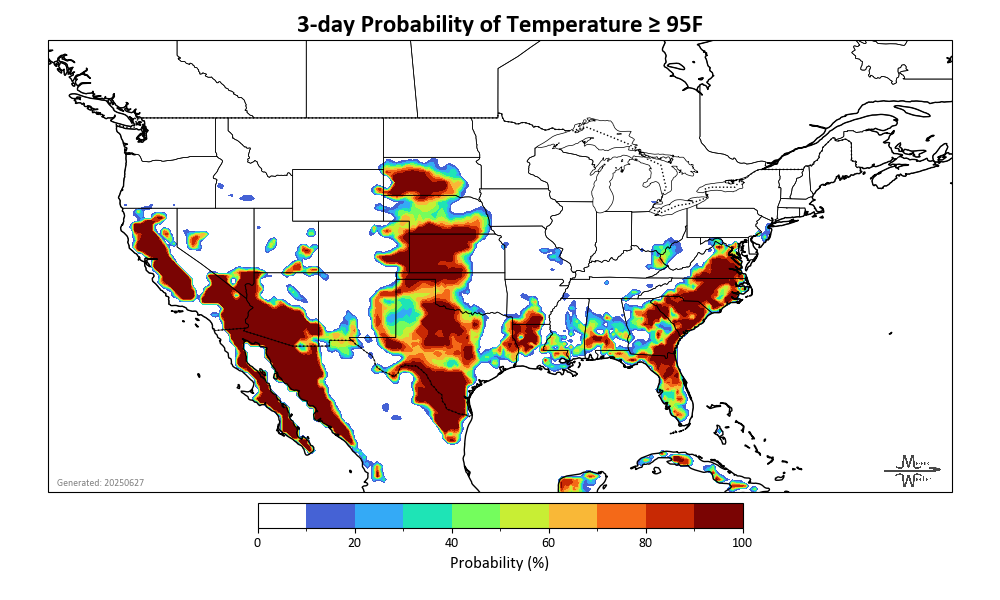 3-day Probability of Temperature ≥ 95F
Generated: 20250627
M
W
0 20 40 60 80 100
Probability (%)